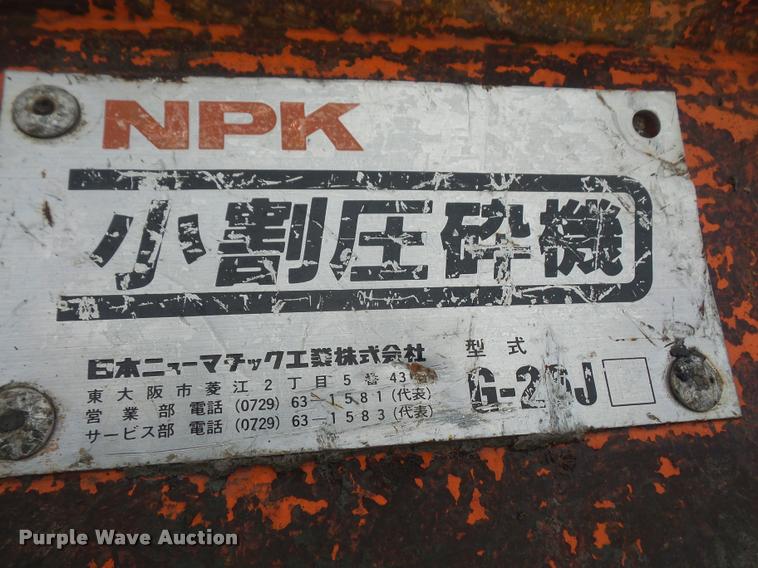 NPK
小割圧砕機
日本ニューマチック工業株式会社
東大阪市菱江2丁目5番43号
営業部 電話 (0729) 63-1581 (代表)
サービス部 電話 (0729) 63-1583 (代表)
型式
Purple Wave Auction